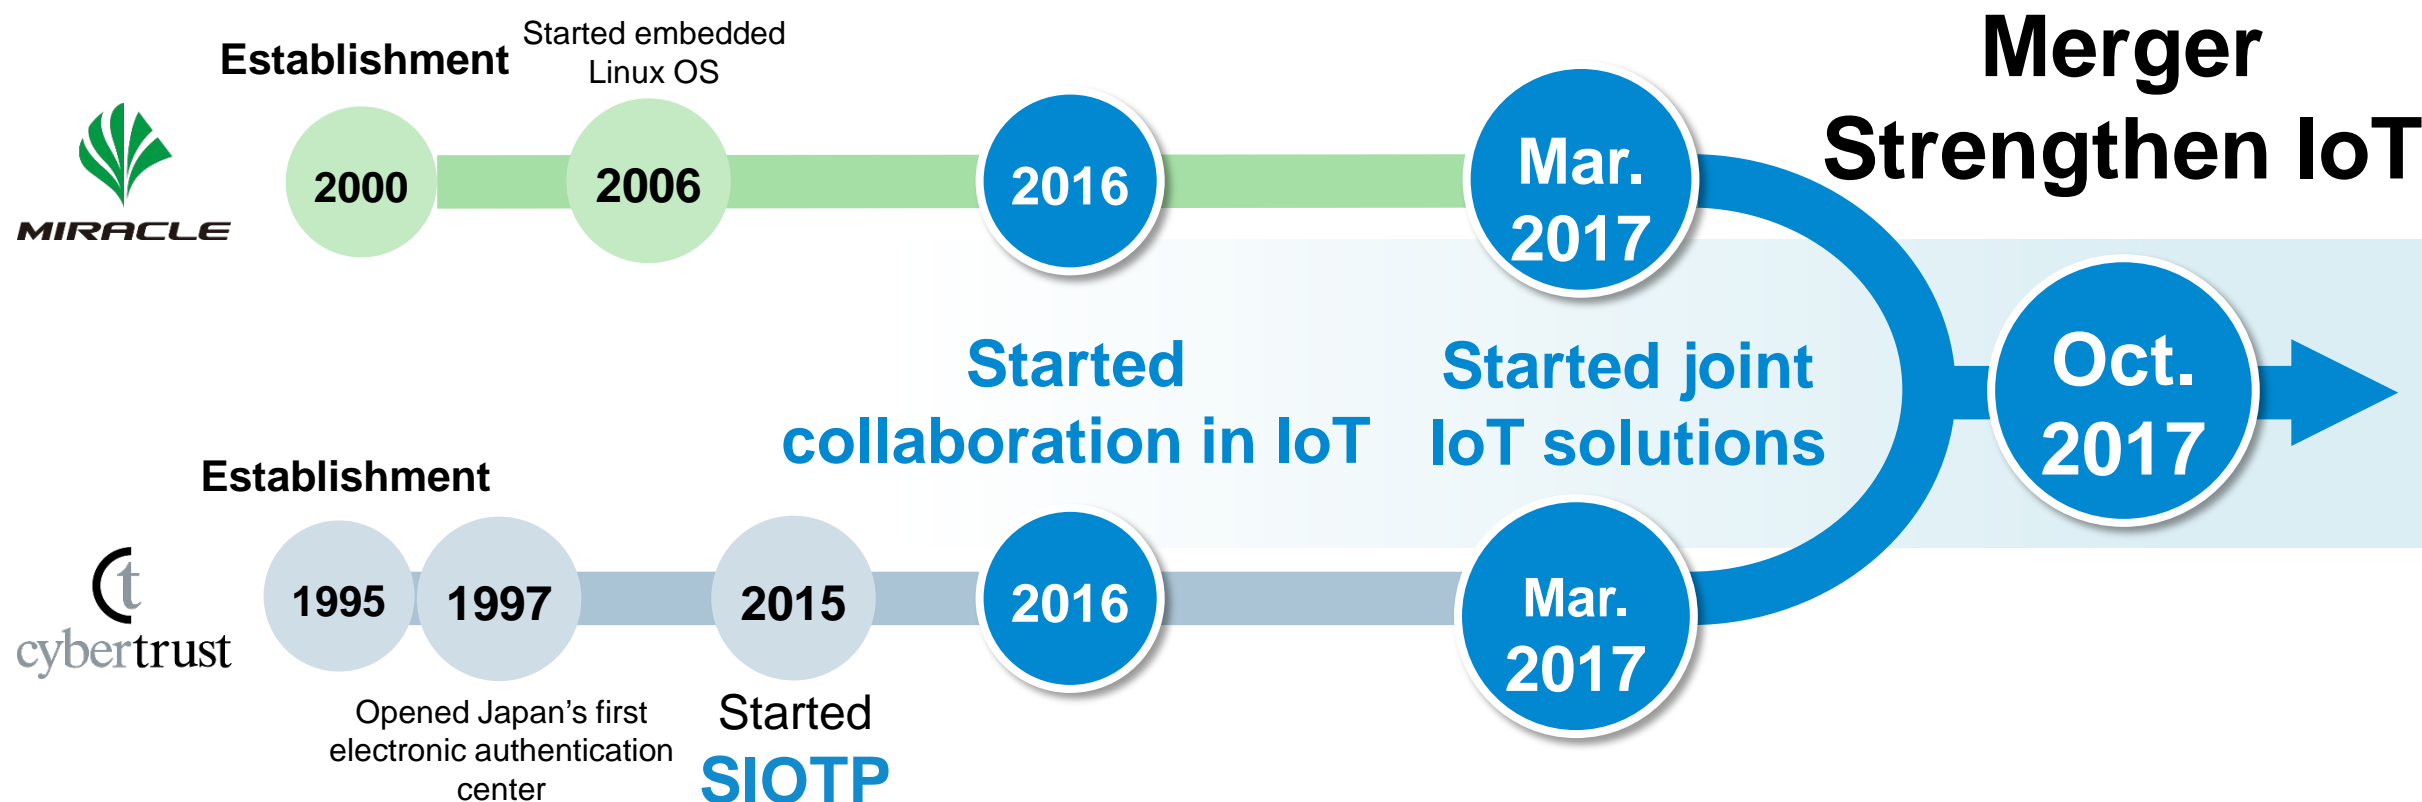 Merger
Strengthen IoT
Establishment
Started embedded
Linux OS
MIRACLE
2000
2006
2016
Mar.
2017
Started
collaboration in IoT
Started joint
IoT solutions
Oct.
2017
Establishment
cybertrust
1995
1997
2015
2016
Mar.
2017
Opened Japan’s first
electronic authentication
center
Started
SIOTP